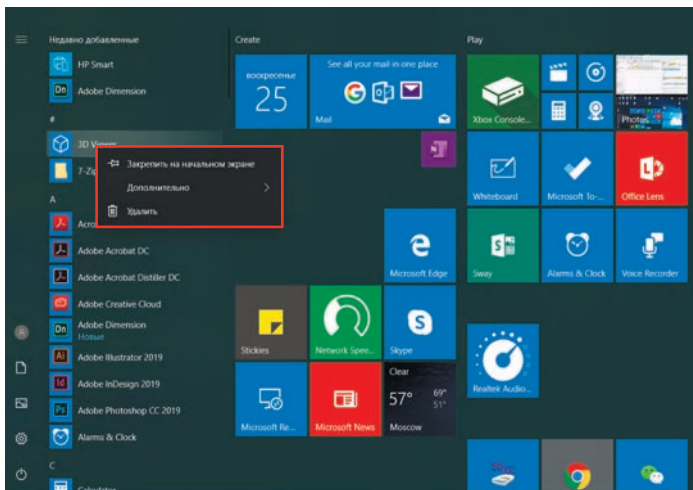 Недавно добавленные
HP Smart
Adobe Dimension
#
3D Viewer
7-Zip
Закрепить на начальном экране
Дополнительно
Удалить
A
Acro
Adobe Acrobat DC
Adobe Acrobat Distiller DC
Adobe Creative Cloud
Adobe Dimension
Новые
Adobe Illustrator 2019
Adobe InDesign 2019
Adobe Photoshop CC 2019
Alarms & Clock
C
Calculator
Create
воскресенье
25
See all your mail in one place
Mail
Microsoft Edge
Stickies
Network Spee...
Skype
Microsoft Re...
Microsoft News
Clear
57° 69°
51°
Moscow
Play
Xbox Console...
Photos
Whiteboard
Microsoft To-...
Office Lens
Sway
Alarms & Clock
Voice Recorder
Realtek Audio...